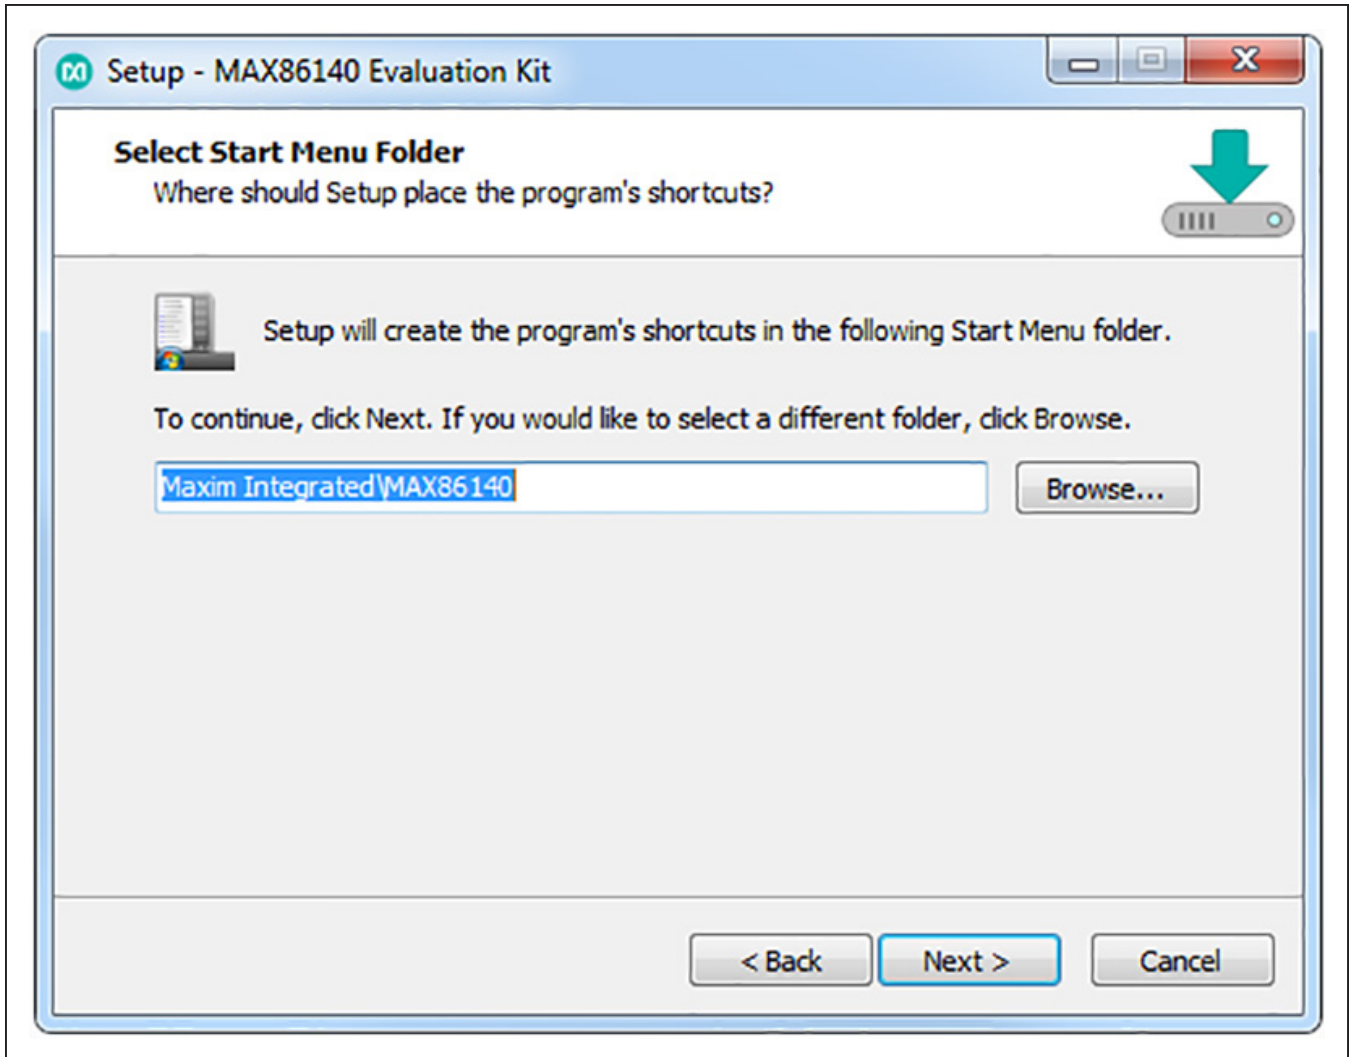 Setup - MAX86140 Evaluation Kit
Select Start Menu Folder
Where should Setup place the program's shortcuts?
Setup will create the program's shortcuts in the following Start Menu folder.
To continue, click Next. If you would like to select a different folder, click Browse.
Maxim Integrated\MAX86140
Browse...
< Back
Next >
Cancel